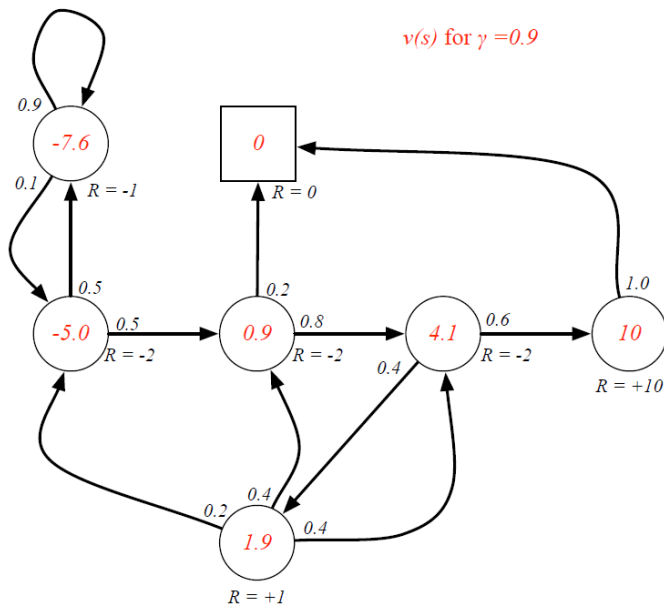 v(s) for γ =0.9
0.9
-7.6
0
0.1
R = -1
R = 0
0.5
0.2
1.0
-5.0
0.5
0.9
0.8
4.1
0.6
10
R = -2
R = -2
R = -2
0.4
R = +10
0.4
0.2
0.4
1.9
R = +1